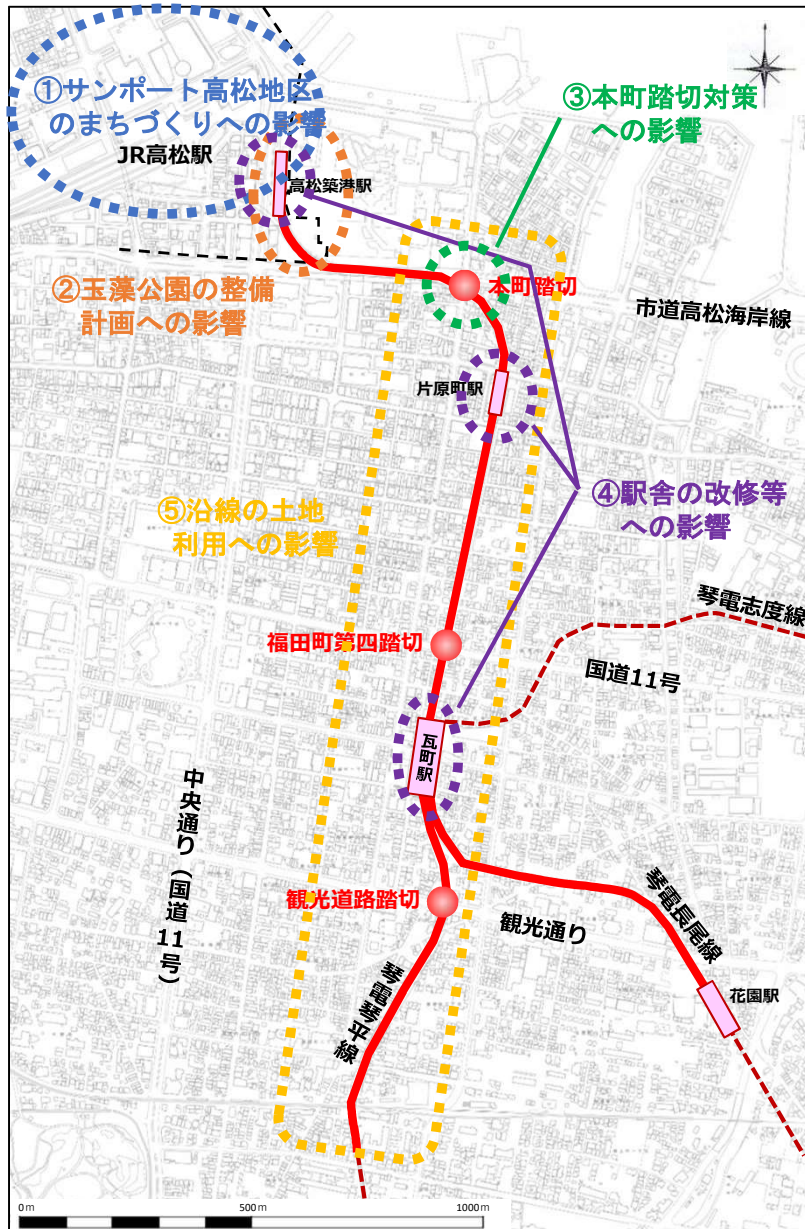 ①サンポート高松地区
のまちづくりへの影響
JR高松駅
高松築港駅
③本町踏切対策
への影響
②玉藻公園の整備
計画への影響
本町踏切
市道高松海岸線
片原町駅
④駅舎の改修等
への影響
⑤沿線の土地
利用への影響
琴電志度線
福田町第四踏切
国道11号
瓦町駅
中央通り(国道11号)
観光道路踏切
観光通り
琴電長尾線
花園駅
琴電琴平線
0m 500m 1000m